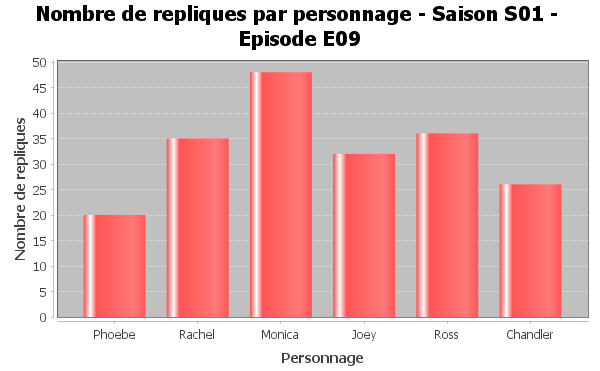 Nombre de repliques par personnage - Saison S01 -
Episode E09
Nombre de repliques
50
45
40
35
30
25
20
15
10
5
0
Phoebe
Rachel
Monica
Joey
Ross
Chandler
Personnage